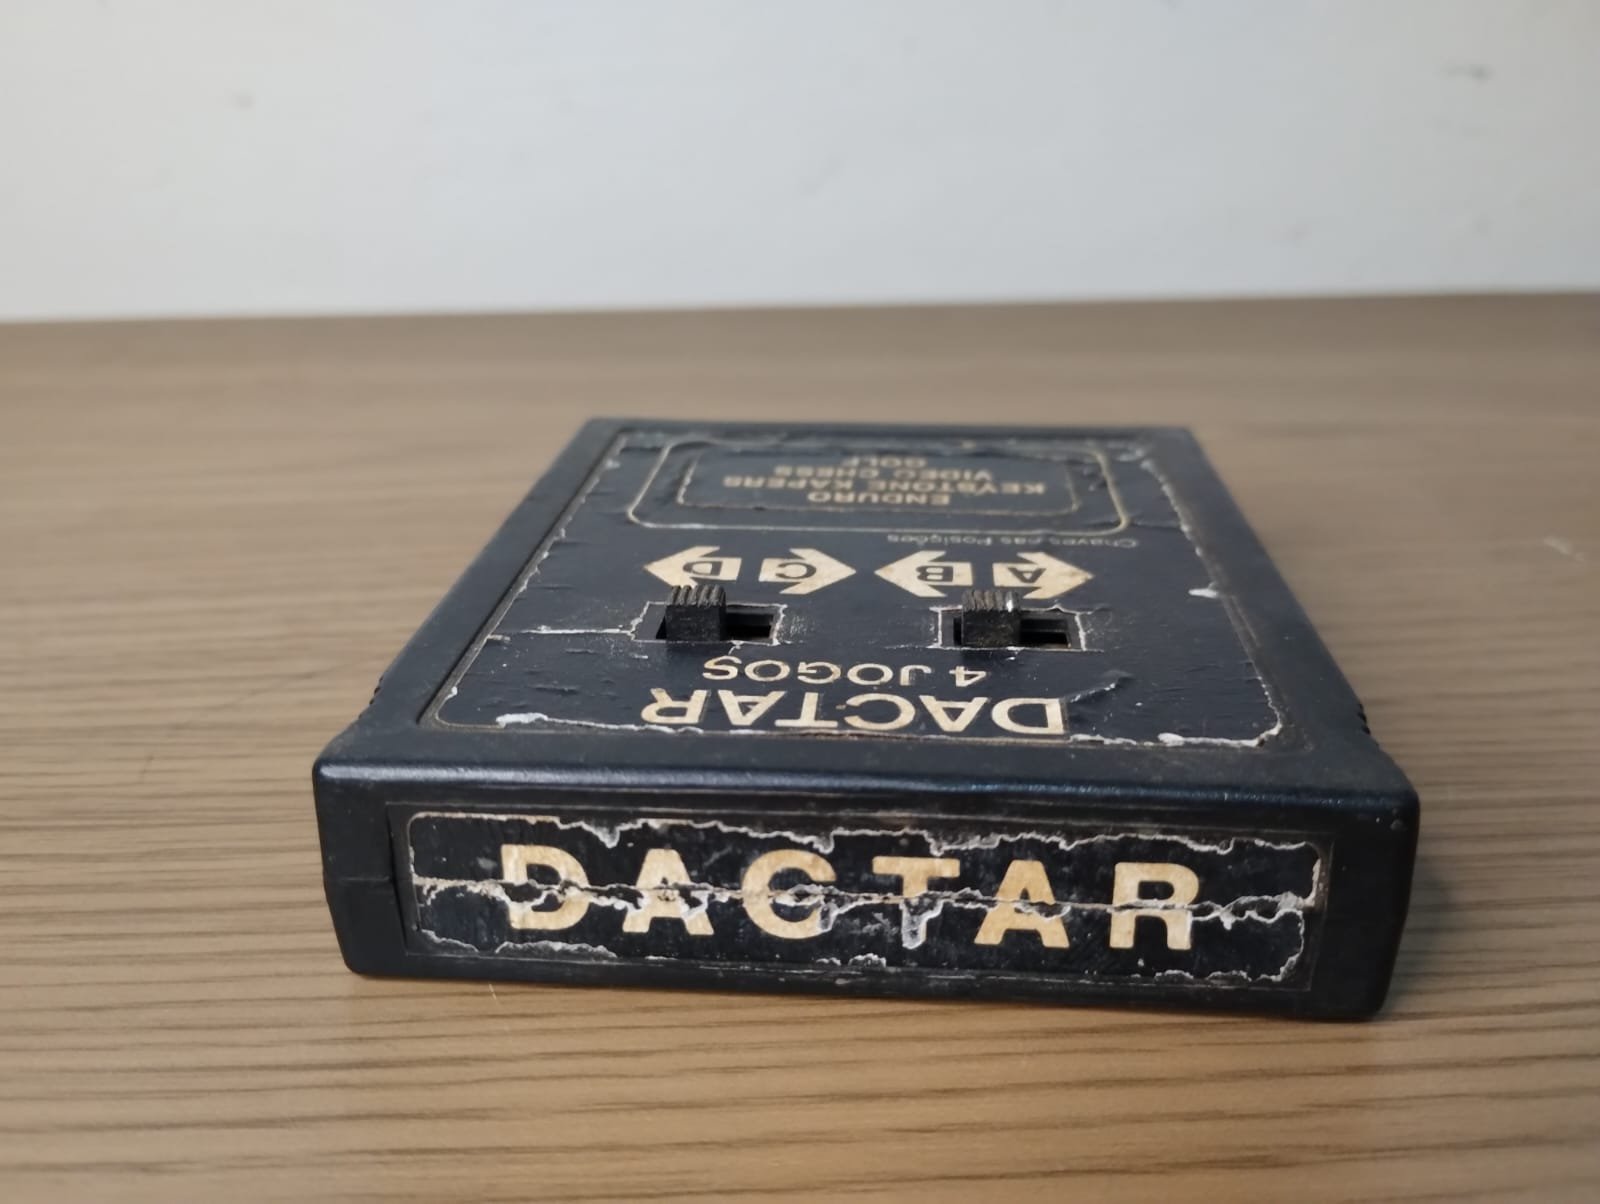 DACTAR
4 JOGOS
A B C D
Chaves nas Posições
ENDURO
KEYSTONE KAPERS
VIDEO CHESS
GOLF
DACTAR